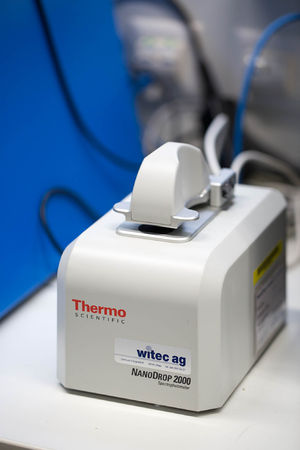 Thermo
SCIENTIFIC
witec ag
NANODROP 2000
Spectrophotometer